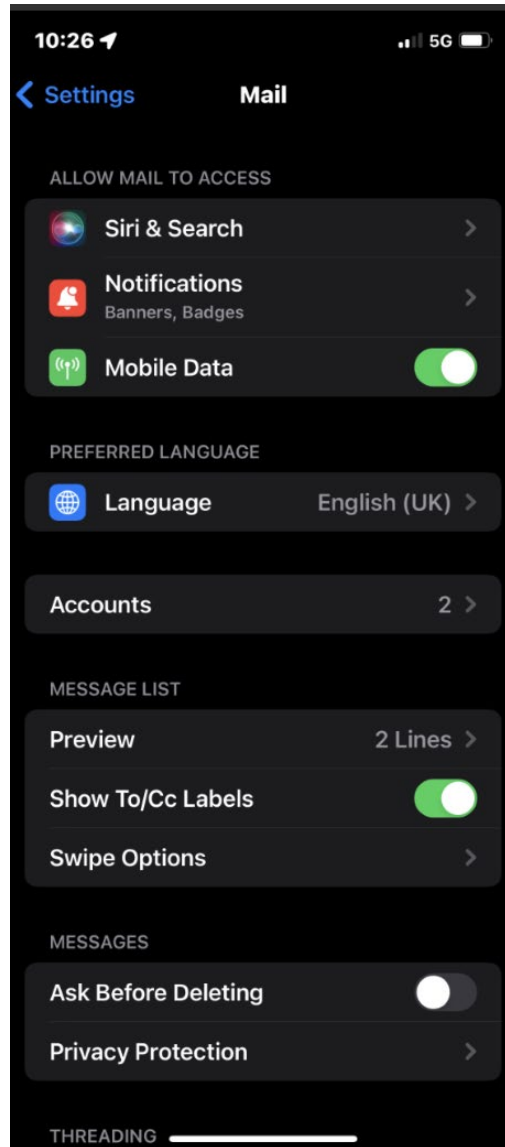 10:26 5G
Settings Mail
ALLOW MAIL TO ACCESS
Siri & Search
Notifications
Banners, Badges
Mobile Data
PREFERRED LANGUAGE
Language English (UK)
Accounts 2
MESSAGE LIST
Preview 2 Lines
Show To/Cc Labels
Swipe Options
MESSAGES
Ask Before Deleting
Privacy Protection
THREADING